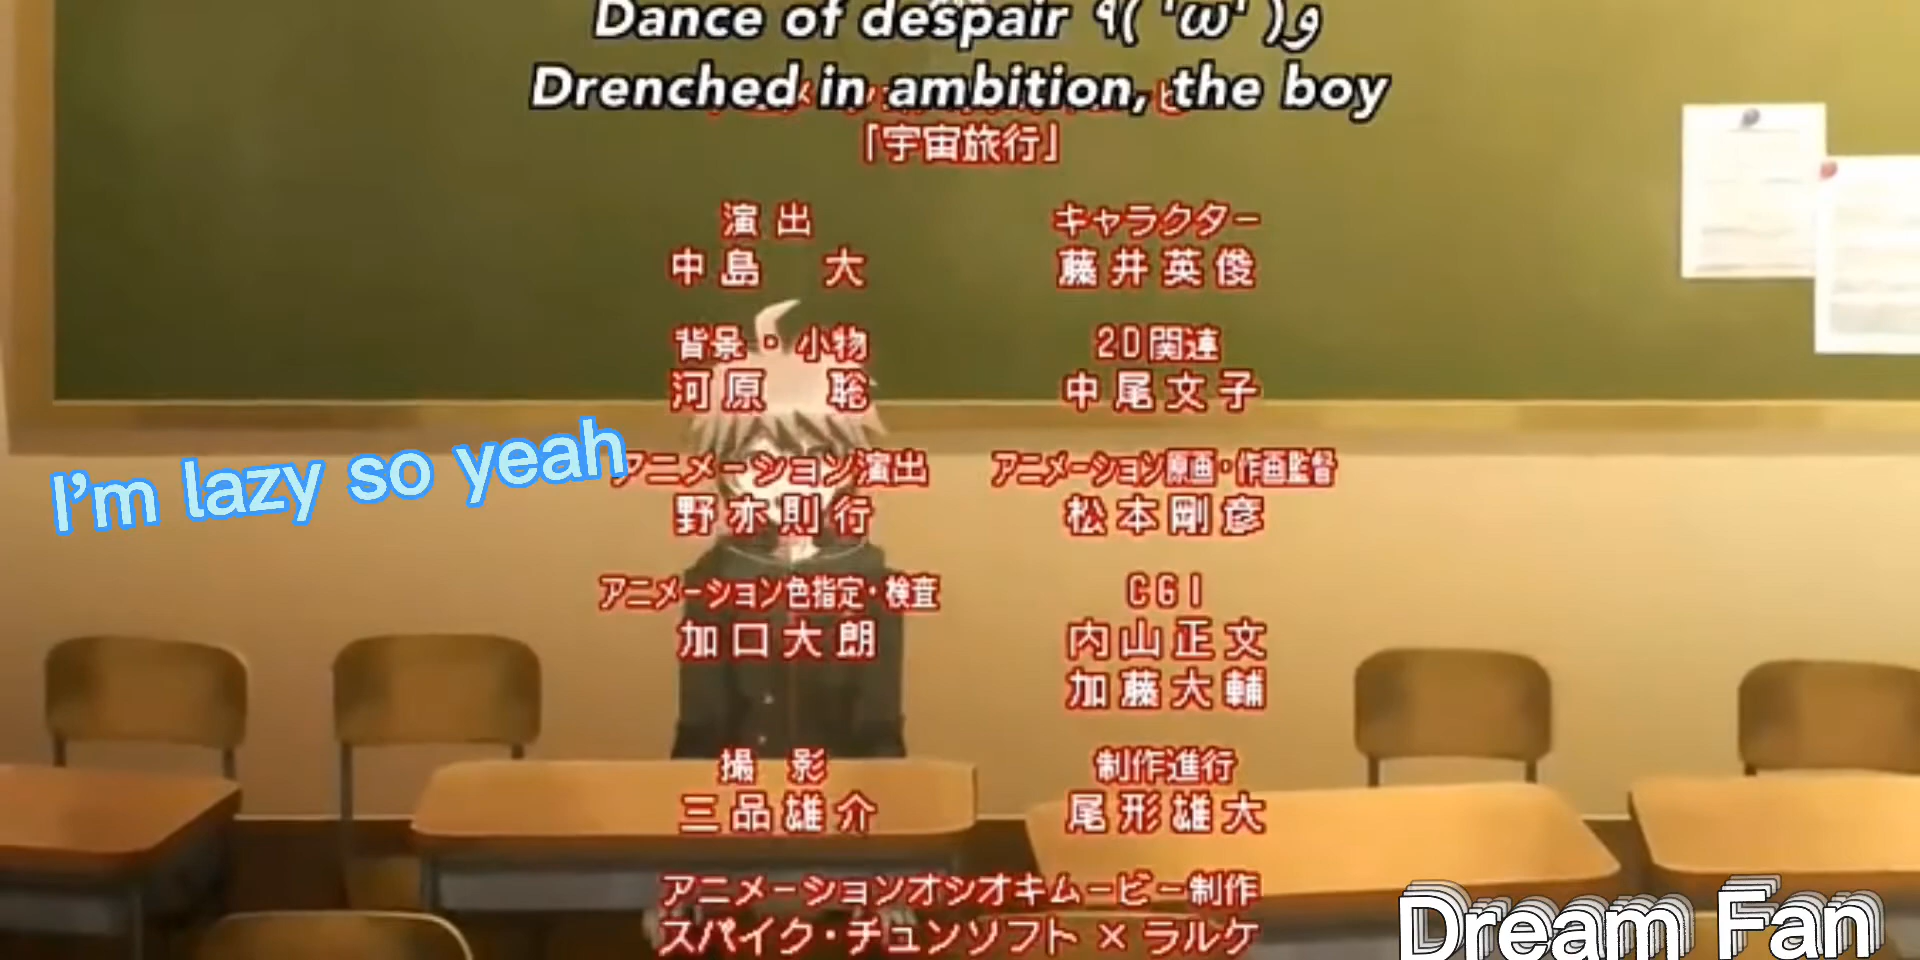 Dance of despair ٩( 'ω' )و
Drenched in ambition, the boy
「宇宙旅行」
演出 キャラクター
中島 大 藤井英俊
背景・小物 2D関連
河原 聡 中尾文子
I'm lazy so yeah
アニメーション演出 アニメーション原画・作画監督
野亦則行 松本剛彦
アニメーション色指定・検査 CGI
加口大朗 内山正文
加藤大輔
撮影 制作進行
三品雄介 尾形雄大
アニメーションオシオキムービー制作
スパイク・チュンソフト × ラルケ
Dream Fan